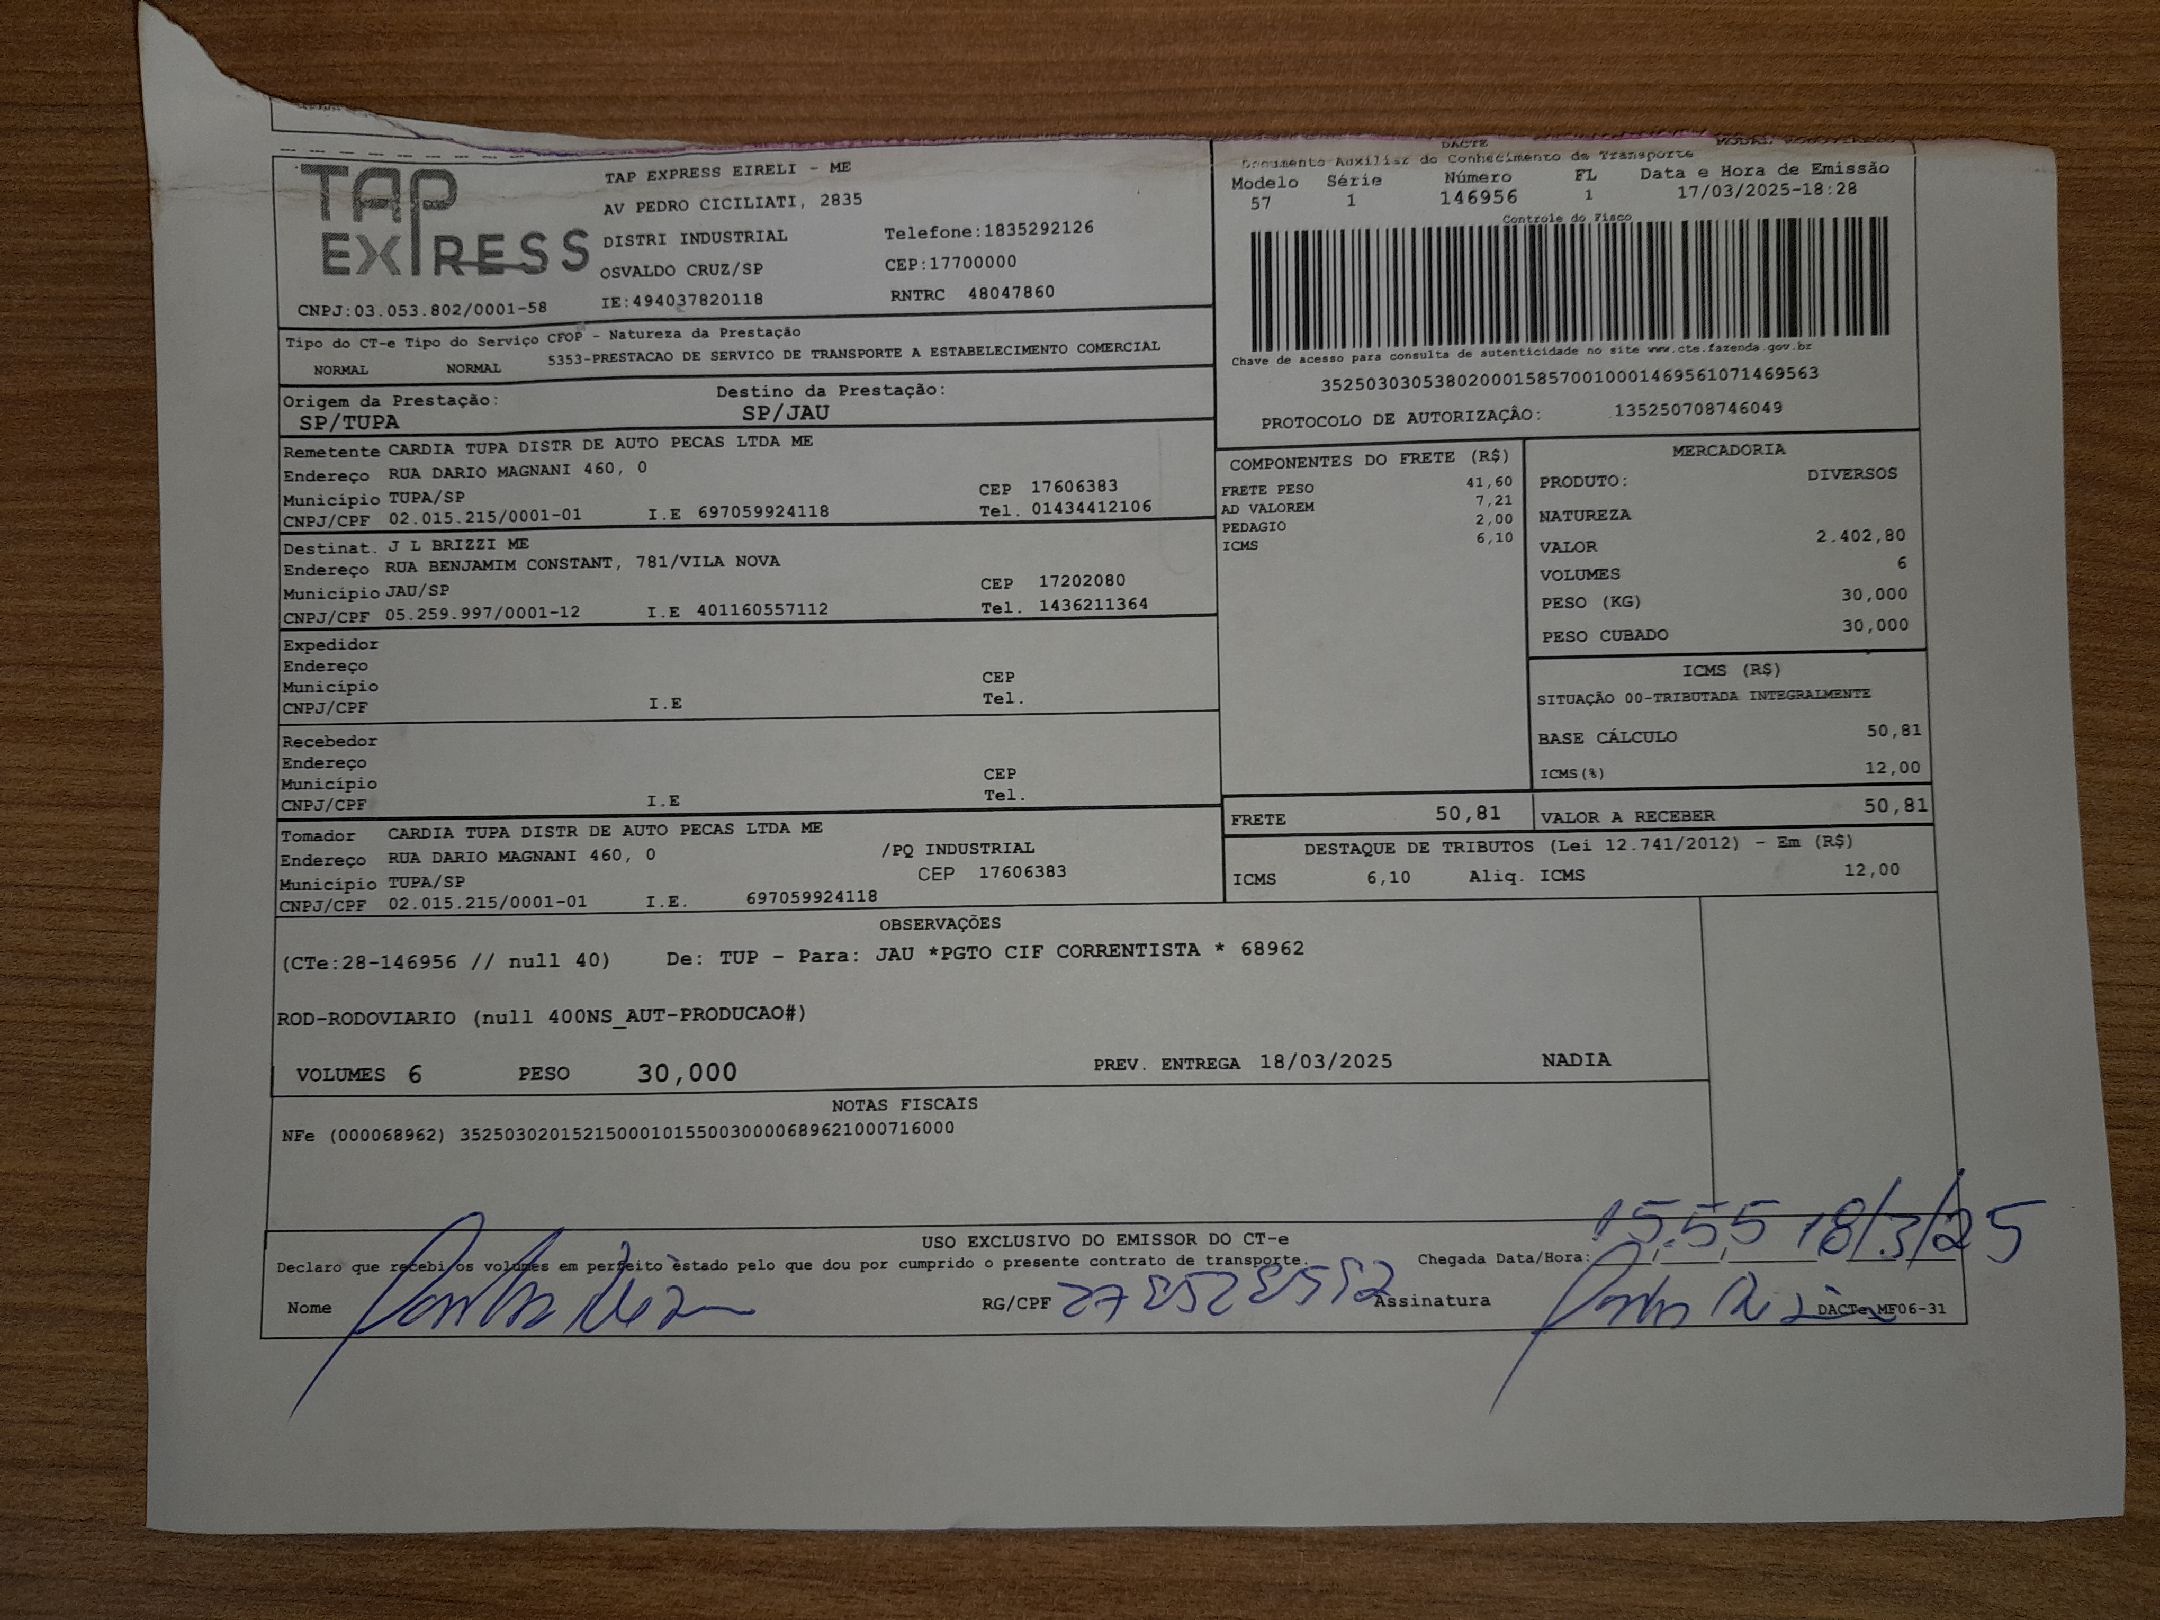 DACTE
Documento Auxiliar do Conhecimento de Transporte
MODAL RODOVIARIO
TAP EXPRESS
TAP EXPRESS EIRELI - ME
AV PEDRO CICILIATI, 2835
DISTRI INDUSTRIAL
Telefone:1835292126
OSVALDO CRUZ/SP
CEP:17700000
CNPJ:03.053.802/0001-58
IE:494037820118
RNTRC 48047860
Modelo Série Número FL Data e Hora de Emissão
57 1 146956 1 17/03/2025-18:28
Controle do Fisco
Chave de acesso para consulta de autenticidade no site www.cte.fazenda.gov.br
35250303053802000158570010001469561071469563
PROTOCOLO DE AUTORIZAÇÃO: 135250708746049
Tipo do CT-e Tipo do Serviço CFOP - Natureza da Prestação
NORMAL NORMAL 5353-PRESTACAO DE SERVICO DE TRANSPORTE A ESTABELECIMENTO COMERCIAL
Origem da Prestação: Destino da Prestação:
SP/TUPA SP/JAU
Remetente CARDIA TUPA DISTR DE AUTO PECAS LTDA ME
Endereço RUA DARIO MAGNANI 460, 0
Município TUPA/SP CEP 17606383
CNPJ/CPF 02.015.215/0001-01 I.E 697059924118 Tel. 01434412106
Destinat. J L BRIZZI ME
Endereço RUA BENJAMIM CONSTANT, 781/VILA NOVA
Município JAU/SP CEP 17202080
CNPJ/CPF 05.259.997/0001-12 I.E 401160557112 Tel. 1436211364
Expedidor
Endereço
Município CEP
CNPJ/CPF I.E Tel.
Recebedor
Endereço
Município CEP
CNPJ/CPF I.E Tel.
Tomador CARDIA TUPA DISTR DE AUTO PECAS LTDA ME
Endereço RUA DARIO MAGNANI 460, 0 /PQ INDUSTRIAL
Município TUPA/SP CEP 17606383
CNPJ/CPF 02.015.215/0001-01 I.E. 697059924118
COMPONENTES DO FRETE (R$)
FRETE PESO 41,60
AD VALOREM 7,21
PEDAGIO 2,00
ICMS 6,10
MERCADORIA
PRODUTO: DIVERSOS
NATUREZA
VALOR 2.402,80
VOLUMES 6
PESO (KG) 30,000
PESO CUBADO 30,000
ICMS (R$)
SITUAÇÃO 00-TRIBUTADA INTEGRALMENTE
BASE CÁLCULO 50,81
ICMS(%) 12,00
FRETE 50,81 VALOR A RECEBER 50,81
DESTAQUE DE TRIBUTOS (Lei 12.741/2012) - Em (R$)
ICMS 6,10 Aliq. ICMS 12,00
OBSERVAÇÕES
(CTe:28-146956 // null 40) De: TUP - Para: JAU *PGTO CIF CORRENTISTA * 68962
ROD-RODOVIARIO (null 400NS_AUT-PRODUCAO#)
VOLUMES 6 PESO 30,000 PREV. ENTREGA 18/03/2025 NADIA
NOTAS FISCAIS
NFe (000068962) 35250302015215000101550030000689621000716000
USO EXCLUSIVO DO EMISSOR DO CT-e
Declaro que recebi os volumes em perfeito estado pelo que dou por cumprido o presente contrato de transporte. Chegada Data/Hora: 15:55 18/3/25
Nome RG/CPF 278528552 Assinatura DACTe MF06-31